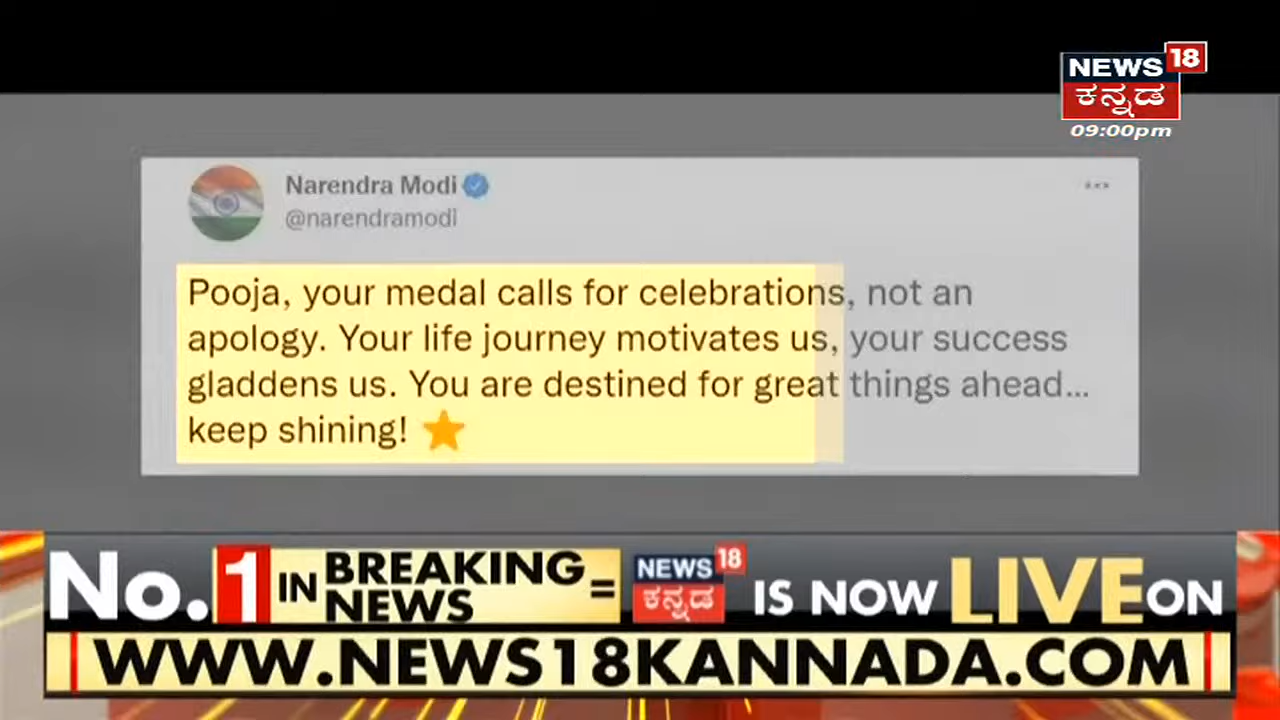 NEWS 18
ಕನ್ನಡ
09:00pm
Narendra Modi
@narendramodi
Pooja, your medal calls for celebrations, not an
apology. Your life journey motivates us, your success
gladdens us. You are destined for great things ahead...
keep shining!
No. 1 IN BREAKING NEWS = NEWS 18 ಕನ್ನಡ IS NOW LIVE ON
WWW.NEWS18KANNADA.COM